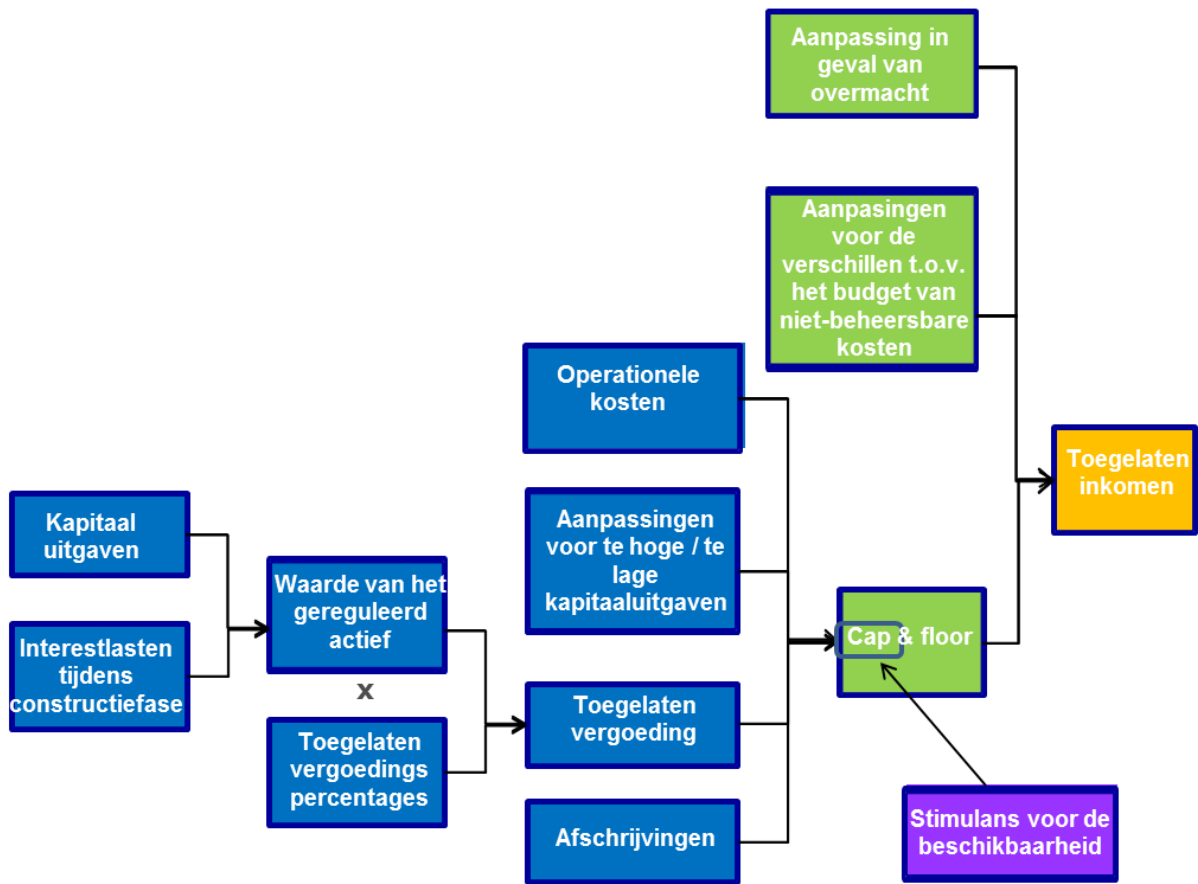 Aanpassing in
geval van
overmacht
Aanpasingen
voor de
verschillen t.o.v.
het budget van
niet-beheersbare
kosten
Operationele
kosten
Toegelaten
inkomen
Kapitaal
uitgaven
Aanpassingen
voor te hoge / te
lage
kapitaaluitgaven
Waarde van het
gereguleerd
actief
Interestlasten
tijdens
constructiefase
Cap & floor
x
Toegelaten
vergoedings
percentages
Toegelaten
vergoeding
Afschrijvingen
Stimulans voor de
beschikbaarheid